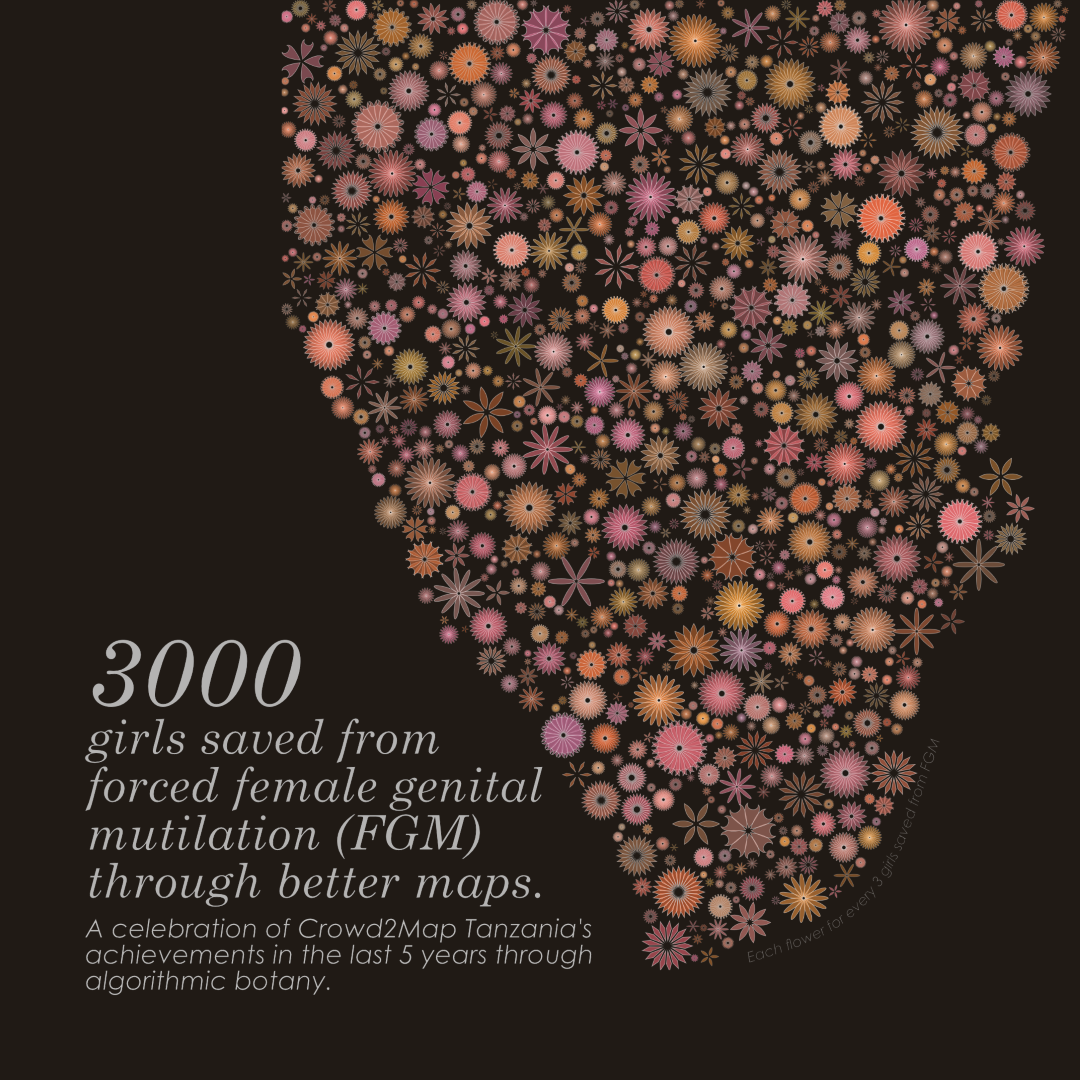 3000
girls saved from
forced female genital
mutilation (FGM)
through better maps.
A celebration of Crowd2Map Tanzania's
achievements in the last 5 years through
algorithmic botany.
Each flower for every 3 girls saved from FGM